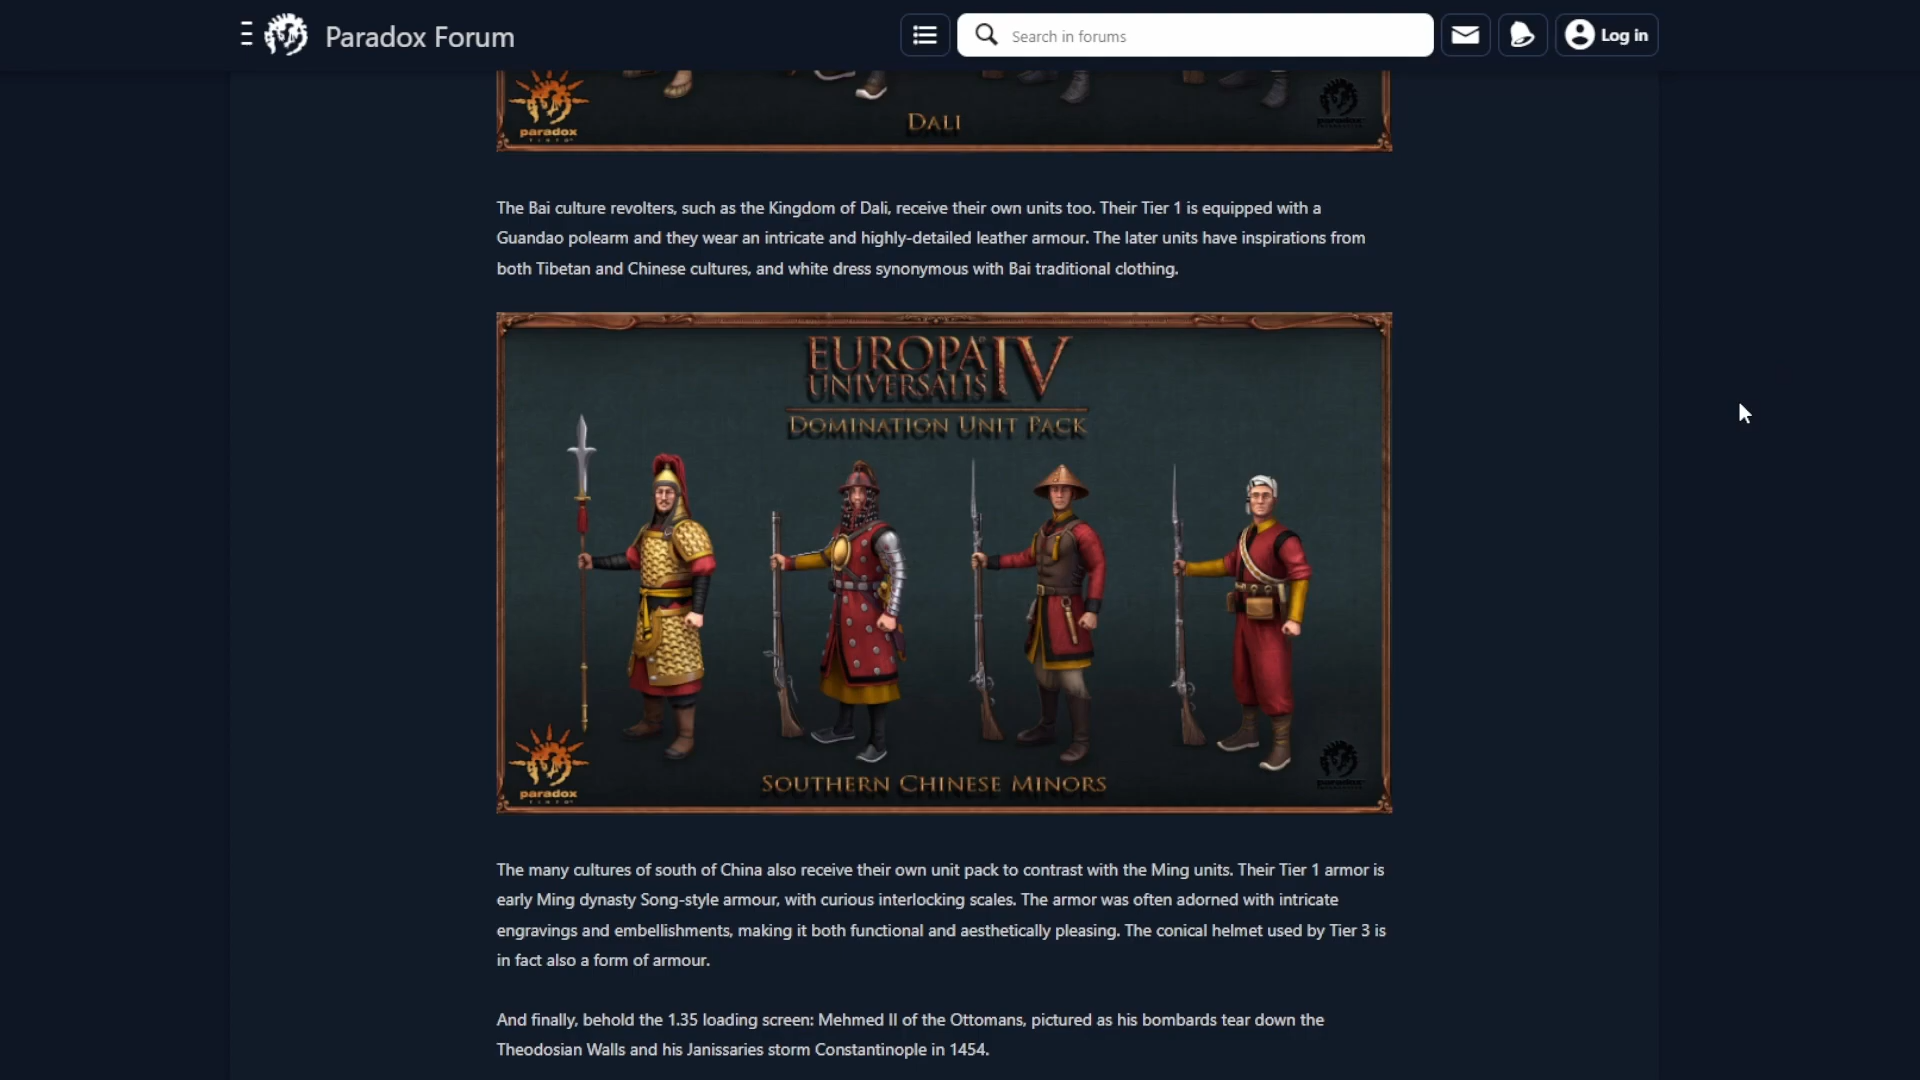 Paradox Forum
Search in forums
Log in
paradox
DALI
The Bai culture revolters, such as the Kingdom of Dali, receive their own units too. Their Tier 1 is equipped with a
Guandao polearm and they wear an intricate and highly-detailed leather armour. The later units have inspirations from
both Tibetan and Chinese cultures, and white dress synonymous with Bai traditional clothing.
EUROPA IV
UNIVERSALIS
DOMINATION UNIT PACK
paradox
SOUTHERN CHINESE MINORS
The many cultures of south of China also receive their own unit pack to contrast with the Ming units. Their Tier 1 armor is
early Ming dynasty Song-style armour, with curious interlocking scales. The armor was often adorned with intricate
engravings and embellishments, making it both functional and aesthetically pleasing. The conical helmet used by Tier 3 is
in fact also a form of armour.
And finally, behold the 1.35 loading screen: Mehmed II of the Ottomans, pictured as his bombards tear down the
Theodosian Walls and his Janissaries storm Constantinople in 1454.